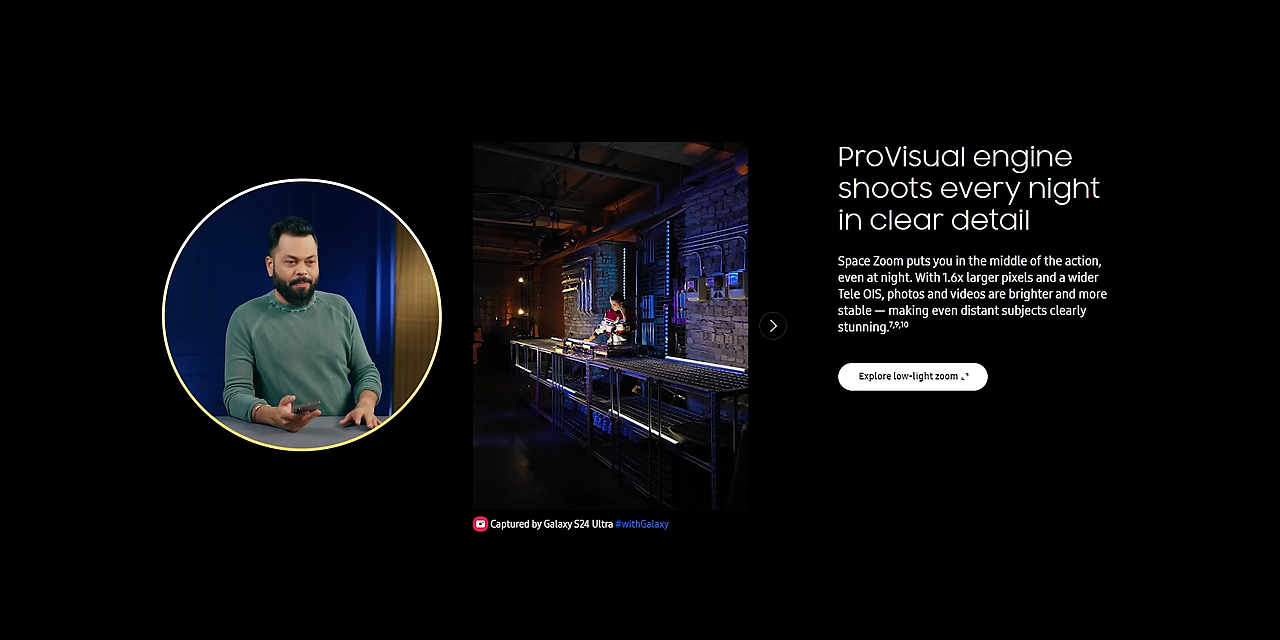 ProVisual engine
shoots every night
in clear detail
Space Zoom puts you in the middle of the action,
even at night. With 1.6x larger pixels and a wider
Tele OIS, photos and videos are brighter and more
stable — making even distant subjects clearly
stunning.7,9,10
Explore low-light zoom
Captured by Galaxy S24 Ultra #withGalaxy